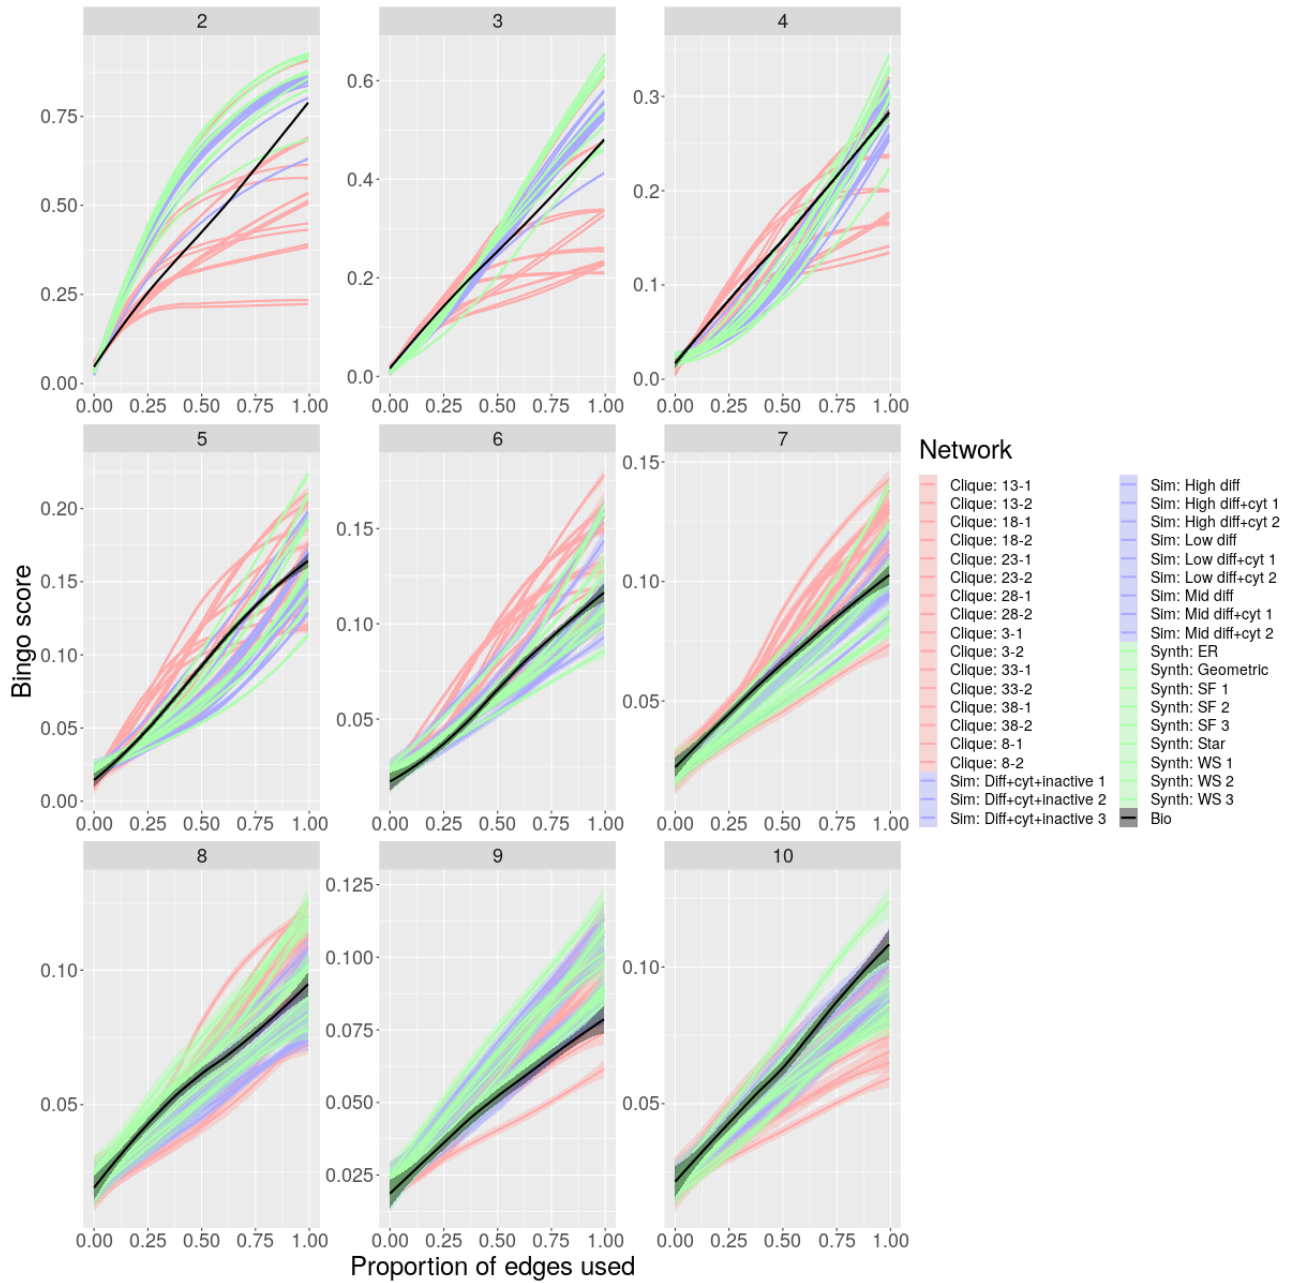 2
3
4
0.75
0.50
0.25
0.00
0.6
0.4
0.2
0.0
0.3
0.2
0.1
0.0
0.00 0.25 0.50 0.75 1.00
0.00 0.25 0.50 0.75 1.00
0.00 0.25 0.50 0.75 1.00
5
6
7
0.20
0.15
0.10
0.05
0.00
0.15
0.10
0.05
0.15
0.10
0.05
0.00 0.25 0.50 0.75 1.00
0.00 0.25 0.50 0.75 1.00
0.00 0.25 0.50 0.75 1.00
8
9
10
0.10
0.05
0.125
0.100
0.075
0.050
0.025
0.10
0.05
0.00 0.25 0.50 0.75 1.00
0.00 0.25 0.50 0.75 1.00
0.00 0.25 0.50 0.75 1.00
Bingo score
Proportion of edges used
Network
Clique: 13-1
Clique: 13-2
Clique: 18-1
Clique: 18-2
Clique: 23-1
Clique: 23-2
Clique: 28-1
Clique: 28-2
Clique: 3-1
Clique: 3-2
Clique: 33-1
Clique: 33-2
Clique: 38-1
Clique: 38-2
Clique: 8-1
Clique: 8-2
Sim: Diff+cyt+inactive 1
Sim: Diff+cyt+inactive 2
Sim: Diff+cyt+inactive 3
Sim: High diff
Sim: High diff+cyt 1
Sim: High diff+cyt 2
Sim: Low diff
Sim: Low diff+cyt 1
Sim: Low diff+cyt 2
Sim: Mid diff
Sim: Mid diff+cyt 1
Sim: Mid diff+cyt 2
Synth: ER
Synth: Geometric
Synth: SF 1
Synth: SF 2
Synth: SF 3
Synth: Star
Synth: WS 1
Synth: WS 2
Synth: WS 3
Bio